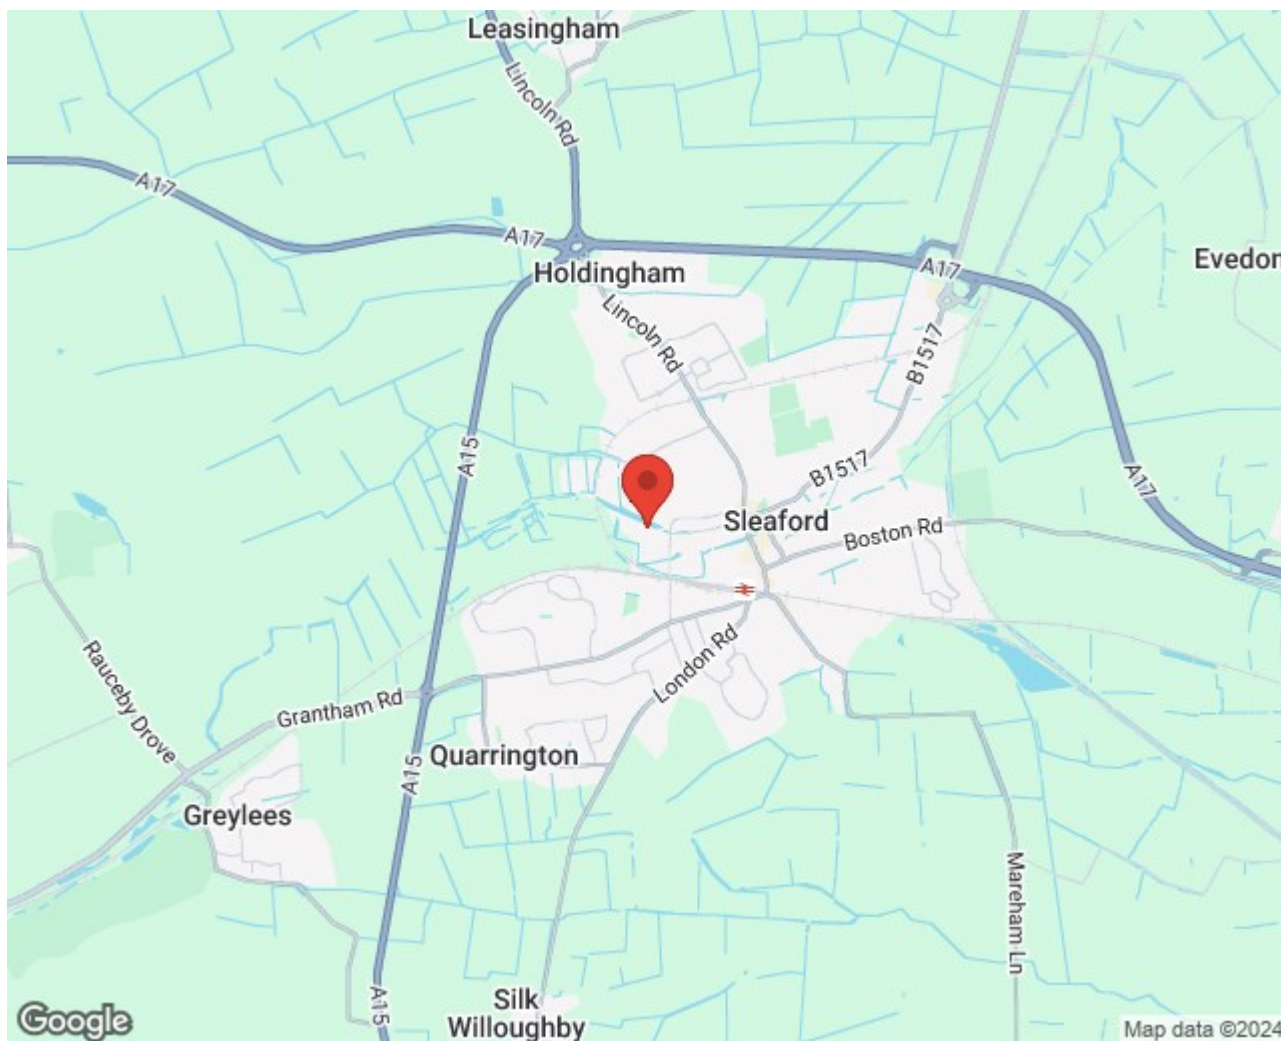 Leasingham
Lincoln Rd
A17
A17
A17
Holdingham
Evedon
Lincoln Rd
B1517
A15
B1517
A17
Sleaford
Boston Rd
London Rd
Rauceby Drove
Grantham Rd
Quarrington
A15
Greylees
Mareham Ln
A15
Silk
Willoughby
Google
Map data ©2024